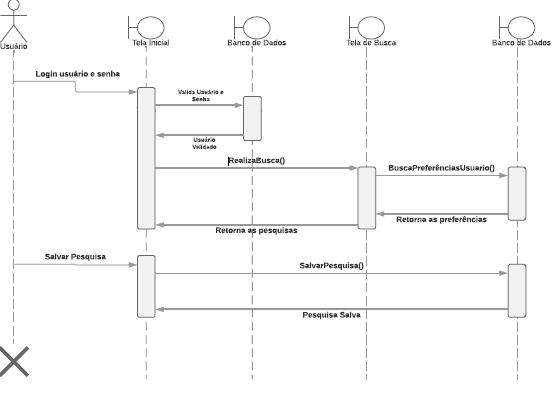 Usuário
Tela Inicial
Banco de Dados
Tela de Busca
Banco de Dados
Login usuário e senha
Valida Usuário e
Senha
Usuário
Validado
RealizaBusca()
BuscaPreferênciasUsuario()
Retorna as preferências
Retorna as pesquisas
Salvar Pesquisa
SalvarPesquisa()
Pesquisa Salva